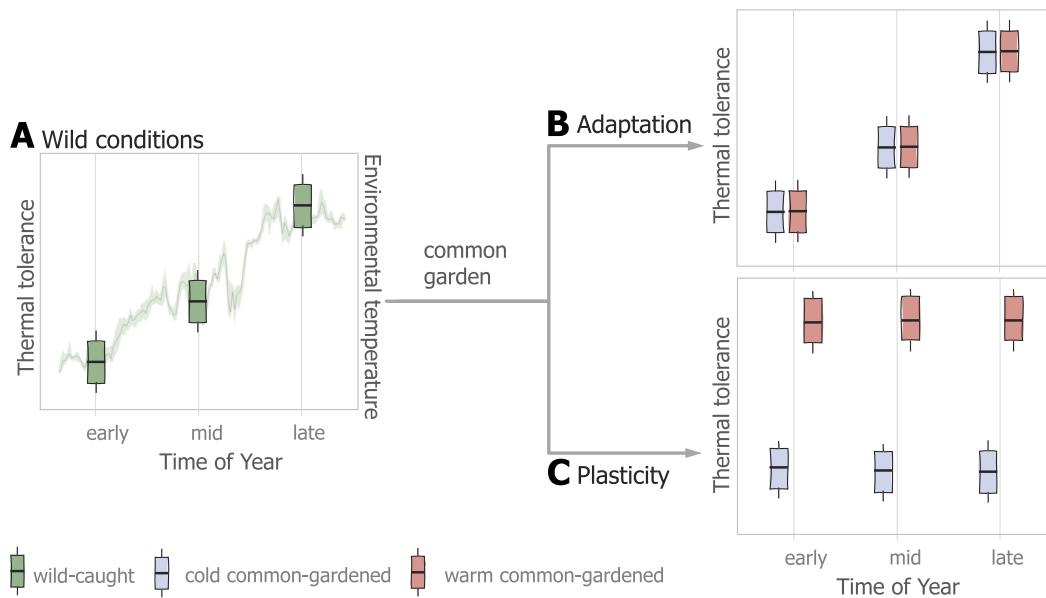 A Wild conditions
Thermal tolerance
Environmental temperature
early mid late
Time of Year
common
garden
B Adaptation
Thermal tolerance
C Plasticity
Thermal tolerance
early mid late
Time of Year
wild-caught cold common-gardened warm common-gardened